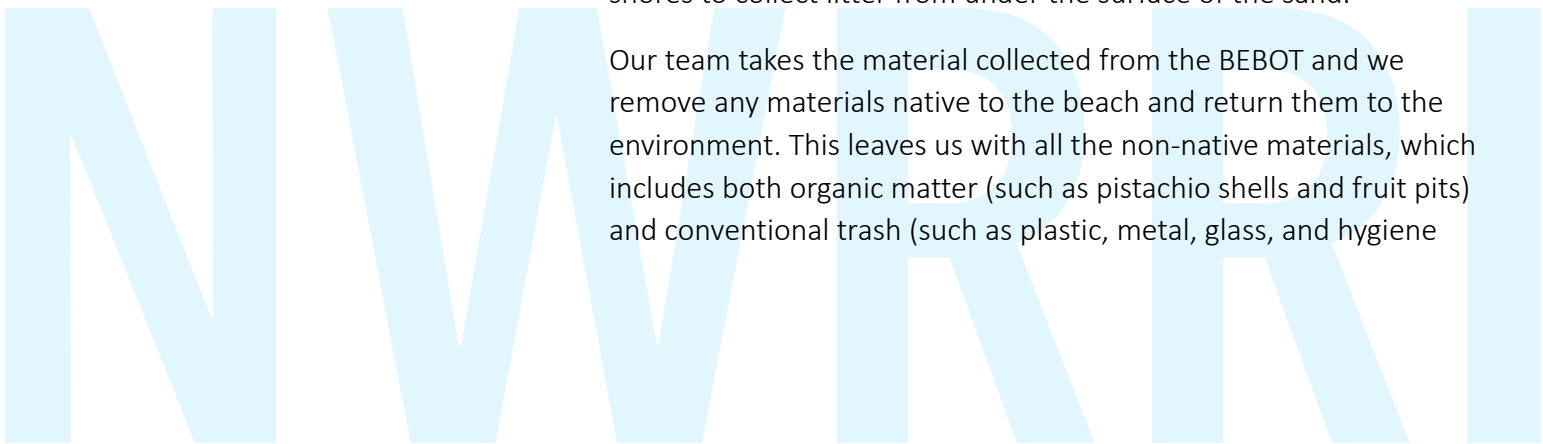 shores to collect litter from under the surface of the sand.
Our team takes the material collected from the BEBOT and we
remove any materials native to the beach and return them to the
environment. This leaves us with all the non-native materials, which
includes both organic matter (such as pistachio shells and fruit pits)
and conventional trash (such as plastic, metal, glass, and hygiene
NWRRI